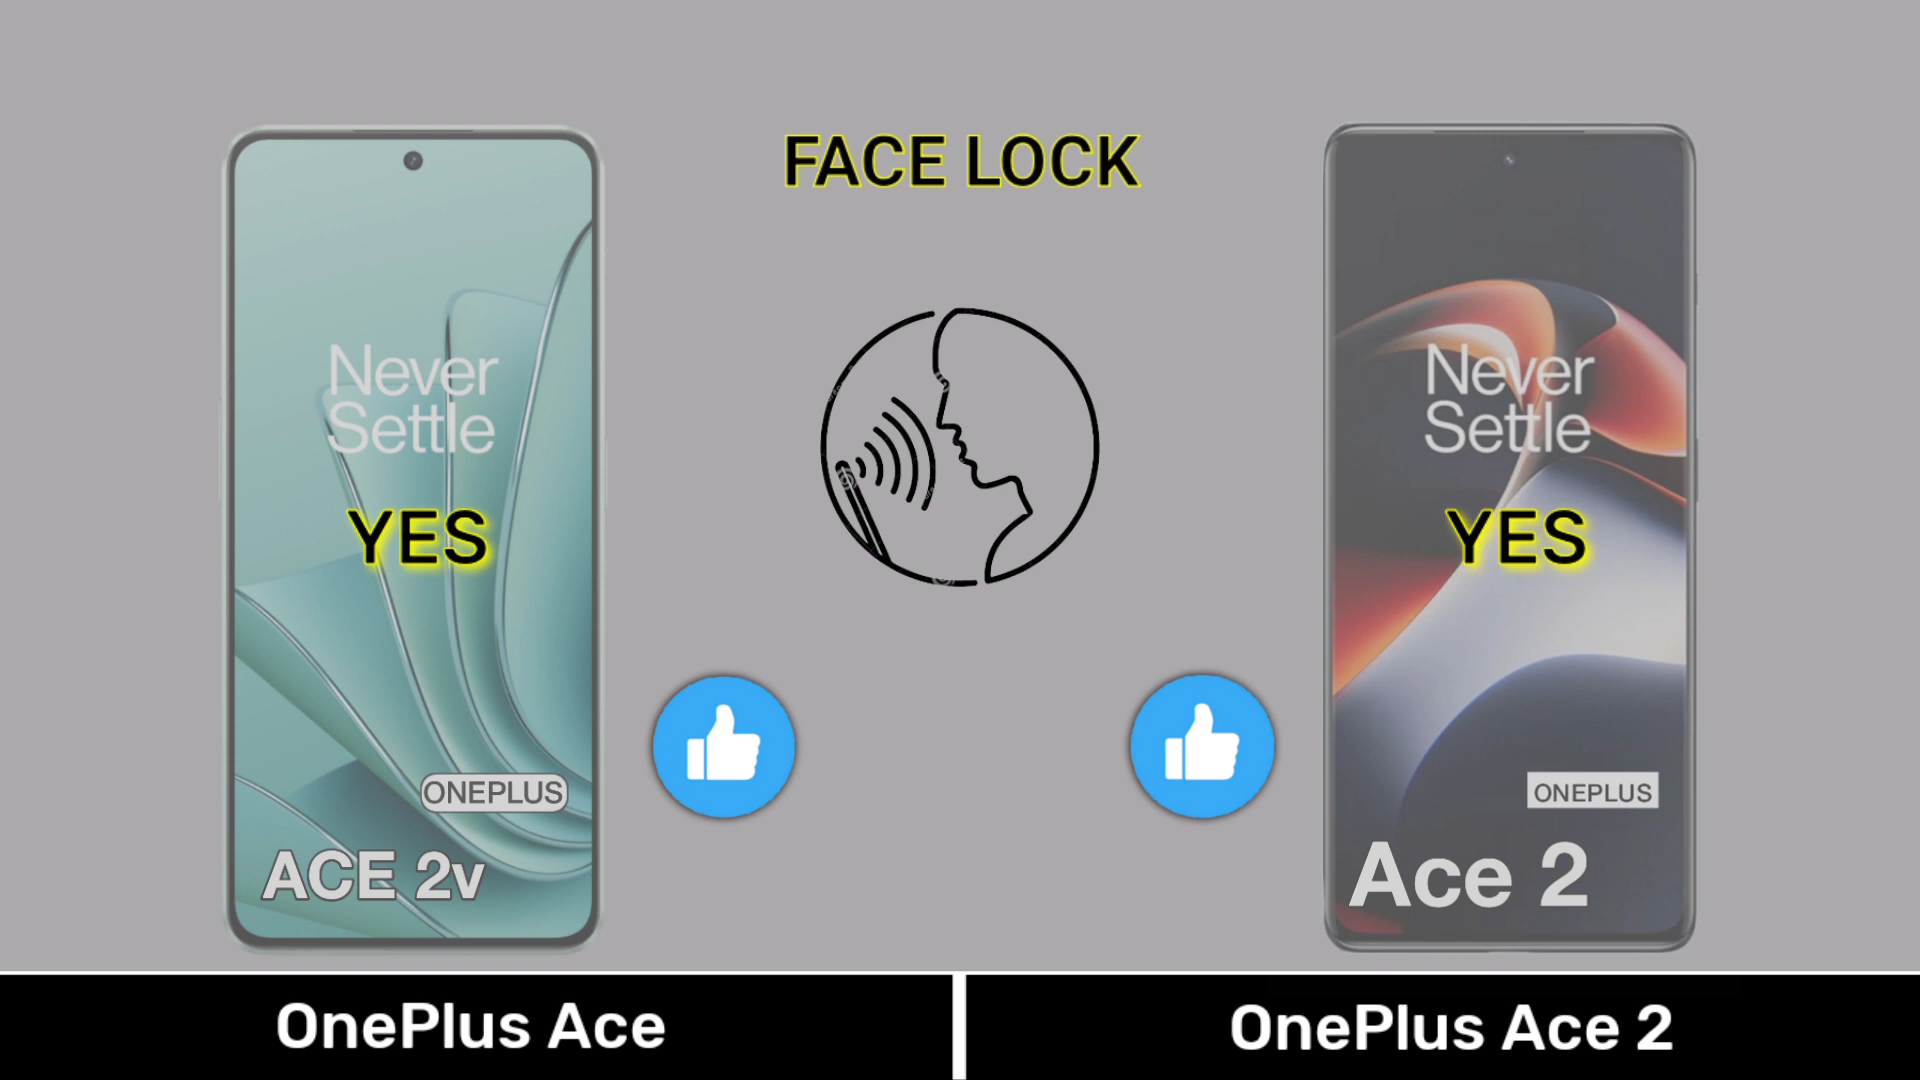 FACE LOCK
Never
Settle
YES
ONEPLUS
ACE 2v
Never
Settle
YES
ONEPLUS
Ace 2
OnePlus Ace
OnePlus Ace 2